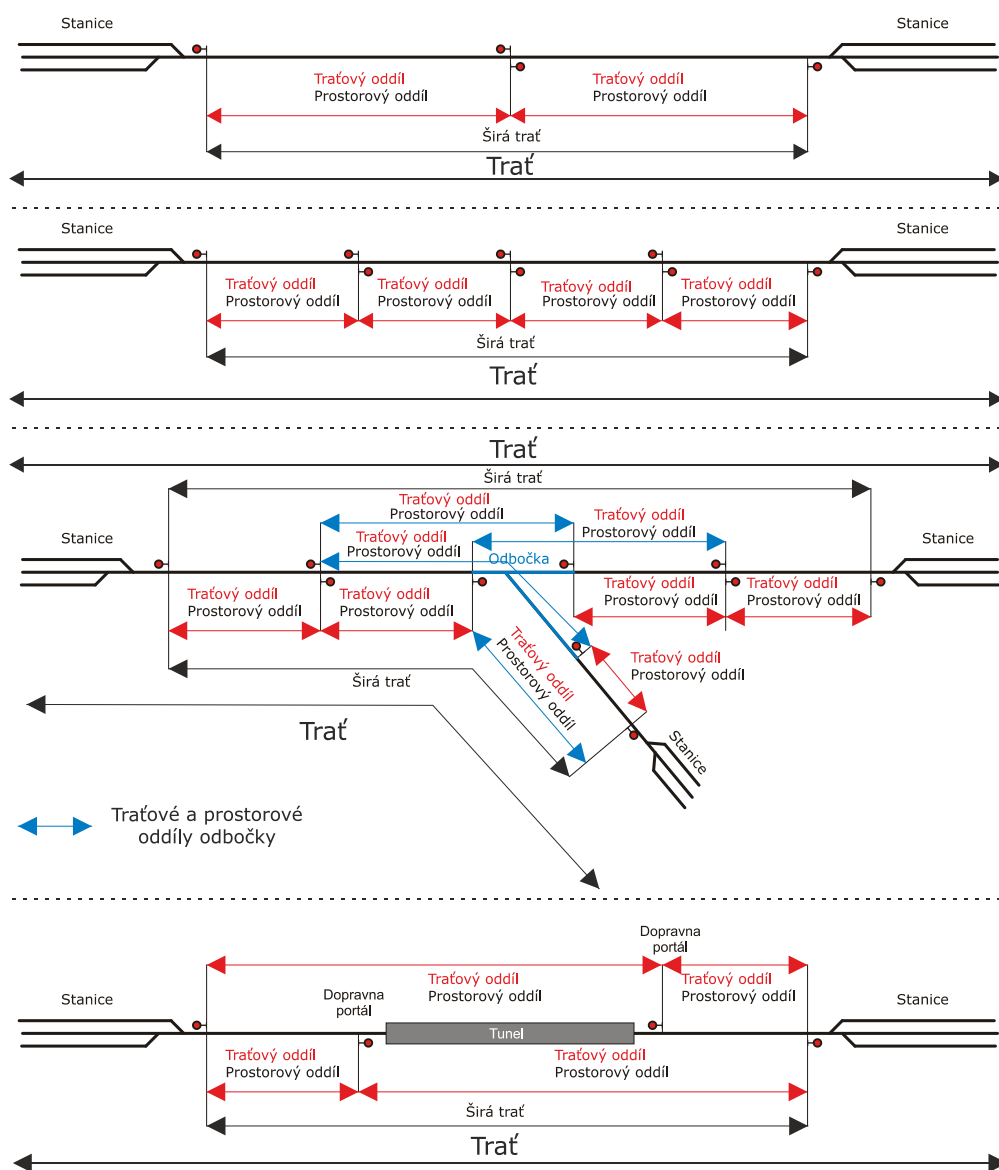 Stanice
Stanice
Traťový oddíl
Prostorový oddíl
Traťový oddíl
Prostorový oddíl
Širá trať
Trať
Stanice
Stanice
Traťový oddíl
Prostorový oddíl
Traťový oddíl
Prostorový oddíl
Traťový oddíl
Prostorový oddíl
Traťový oddíl
Prostorový oddíl
Širá trať
Trať
Trať
Širá trať
Traťový oddíl
Prostorový oddíl
Traťový oddíl
Prostorový oddíl
Traťový oddíl
Prostorový oddíl
Stanice
Stanice
Odbočka
Traťový oddíl
Prostorový oddíl
Traťový oddíl
Prostorový oddíl
Traťový oddíl
Prostorový oddíl
Traťový oddíl
Prostorový oddíl
Traťový oddíl
Prostorový oddíl
Traťový oddíl
Prostorový oddíl
Širá trať
Trať
Stanice
Traťové a prostorové
oddíly odbočky
Dopravna
portál
Traťový oddíl
Prostorový oddíl
Traťový oddíl
Prostorový oddíl
Stanice
Dopravna
portál
Stanice
Tunel
Traťový oddíl
Prostorový oddíl
Traťový oddíl
Prostorový oddíl
Širá trať
Trať